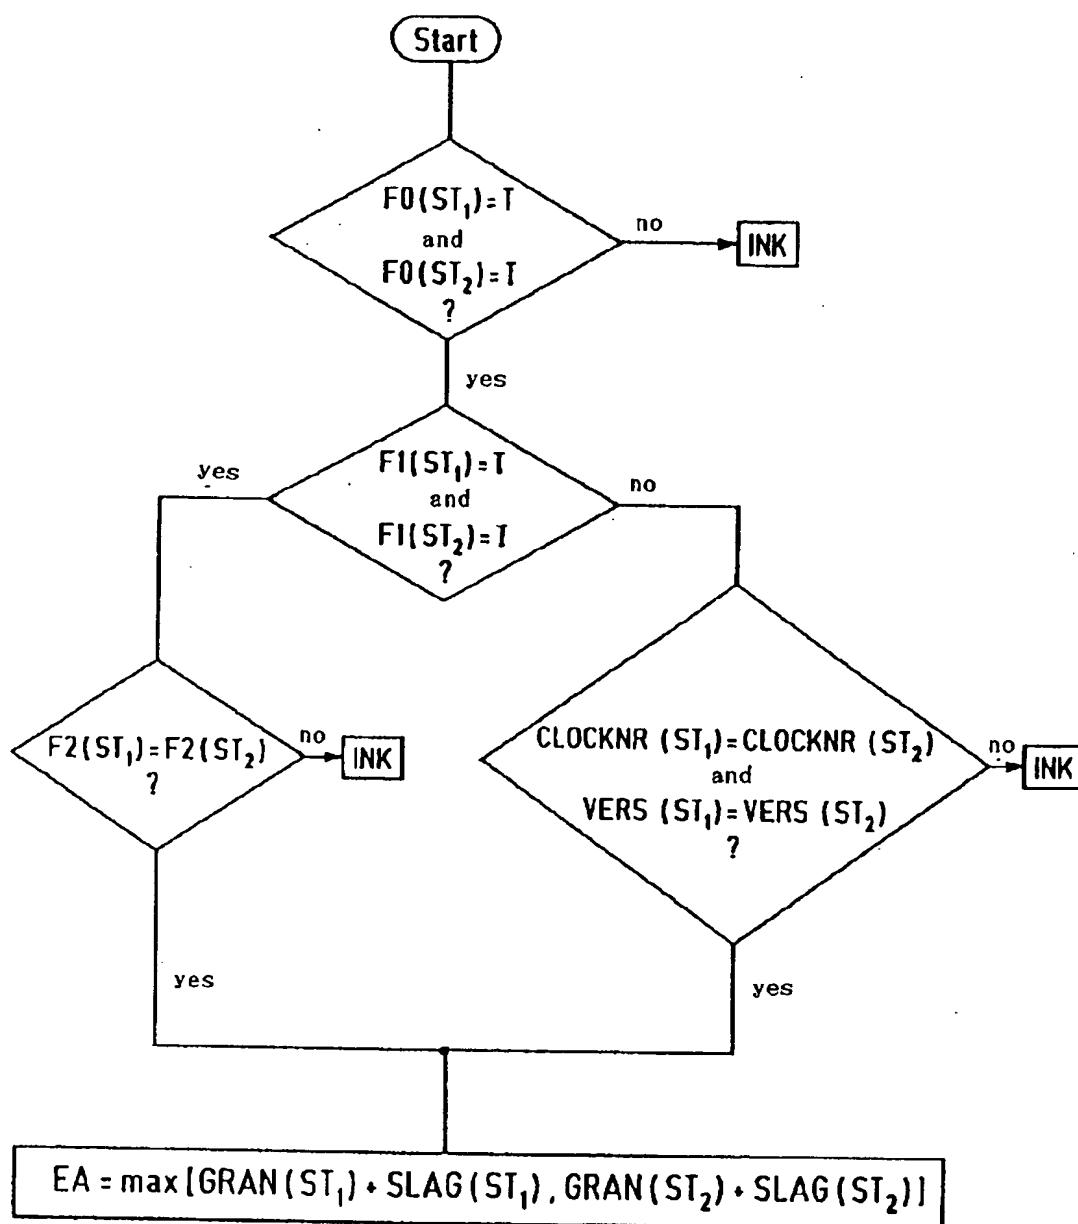 Start
F0(ST₁)=T
and
F0(ST₂)=T
?
no
INK
yes
F1(ST₁)=T
and
F1(ST₂)=T
?
yes
no
F2(ST₁)=F2(ST₂)
?
no
INK
CLOCKNR (ST₁)=CLOCKNR (ST₂)
and
VERS (ST₁)=VERS (ST₂)
?
no
INK
yes
yes
EA = max [GRAN(ST₁) + SLAG(ST₁), GRAN(ST₂) + SLAG(ST₂)]